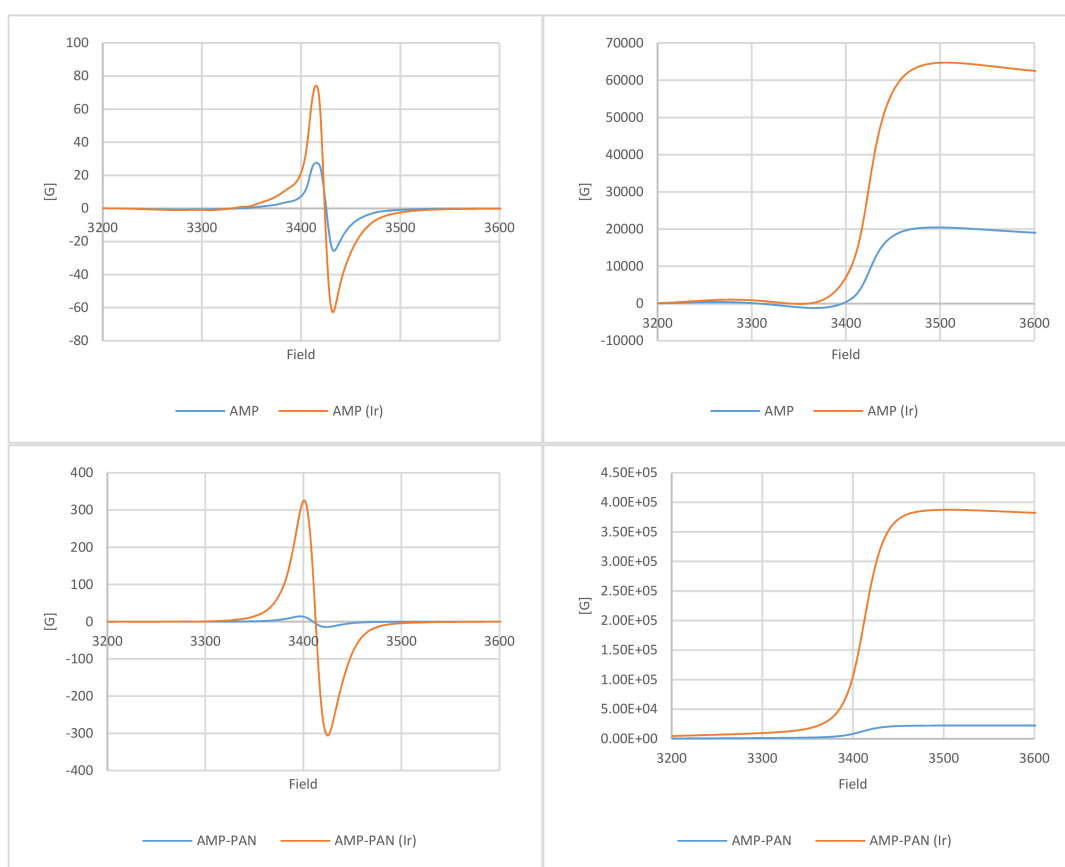 100
80
60
40
20
0
-20
-40
-60
-80
3200 3300 3400 3500 3600
[G]
Field
AMP AMP (Ir)
70000
60000
50000
40000
30000
20000
10000
0
-10000
3200 3300 3400 3500 3600
[G]
Field
AMP AMP (Ir)
400
300
200
100
0
-100
-200
-300
-400
3200 3300 3400 3500 3600
[G]
Field
AMP-PAN AMP-PAN (Ir)
4.50E+05
4.00E+05
3.50E+05
3.00E+05
2.50E+05
2.00E+05
1.50E+05
1.00E+05
5.00E+04
0.00E+00
3200 3300 3400 3500 3600
[G]
Field
AMP-PAN AMP-PAN (Ir)